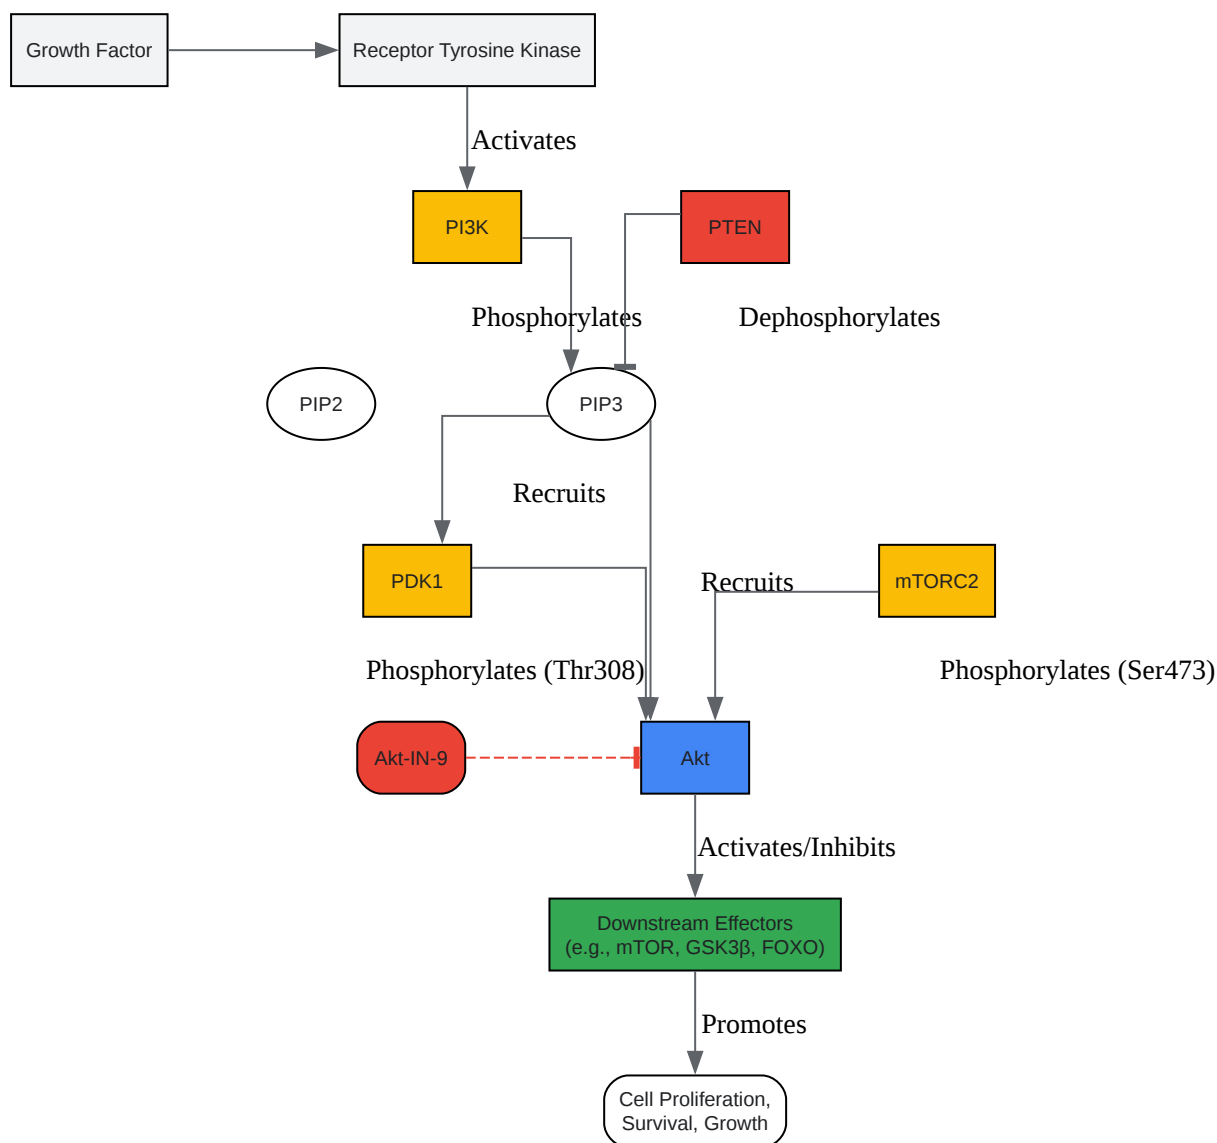 Growth Factor
Receptor Tyrosine Kinase
Activates
PI3K
PTEN
Phosphorylates
Dephosphorylates
PIP2
PIP3
Recruits
PDK1
Recruits
mTORC2
Phosphorylates (Thr308)
Phosphorylates (Ser473)
Akt-IN-9
Akt
Activates/Inhibits
Downstream Effectors
(e.g., mTOR, GSK3β, FOXO)
Promotes
Cell Proliferation,
Survival, Growth